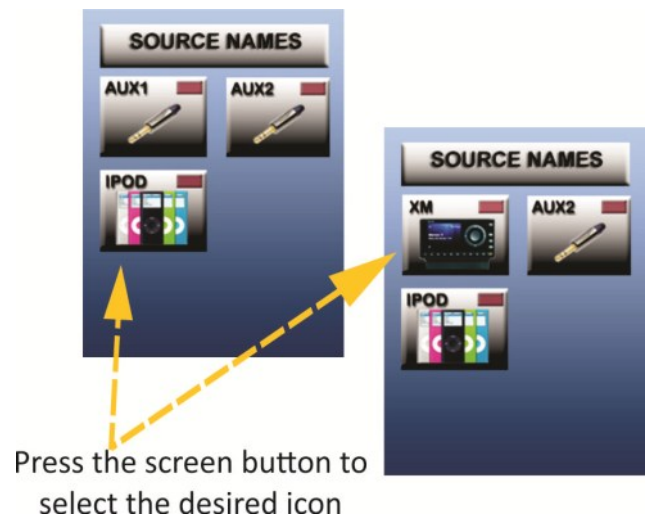 SOURCE NAMES
AUX1
AUX2
IPOD
SOURCE NAMES
XM
AUX2
IPOD
Press the screen button to
select the desired icon